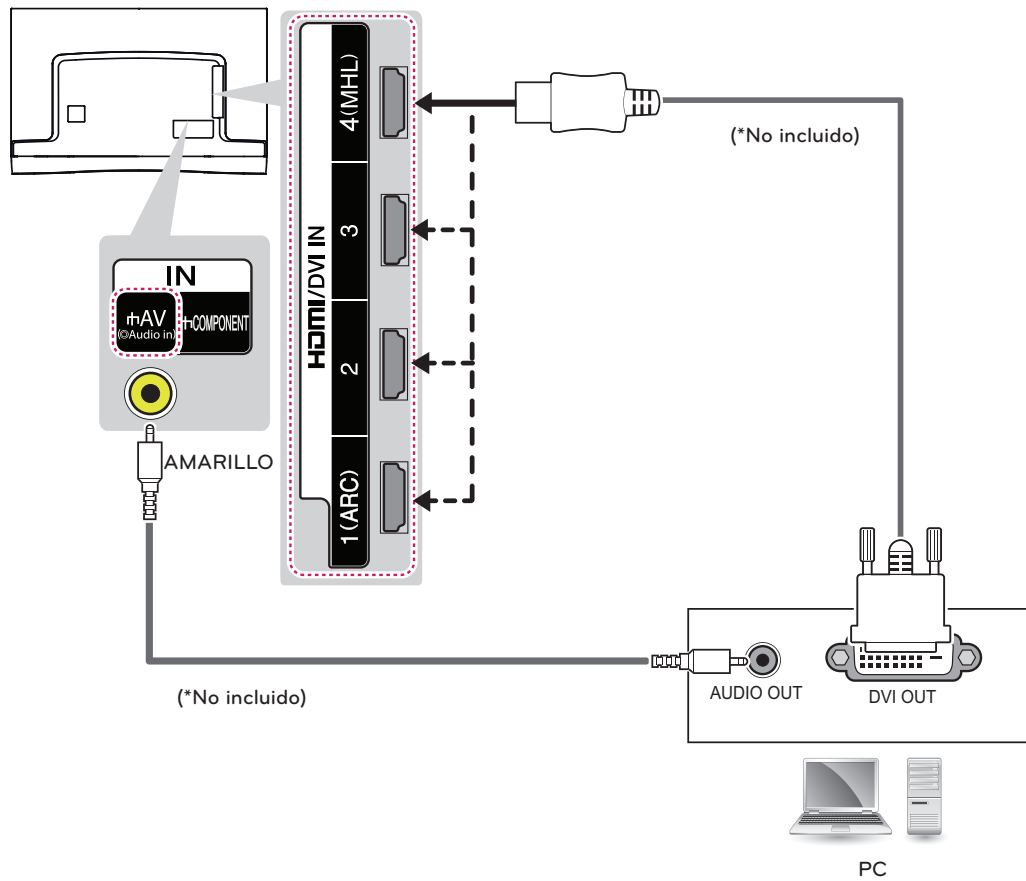 HDMI/DVI IN
4(MHL)
3
2
1(ARC)
(*No incluido)
IN
AV
(Audio in)
COMPONENT
AMARILLO
(*No incluido)
AUDIO OUT
DVI OUT
PC